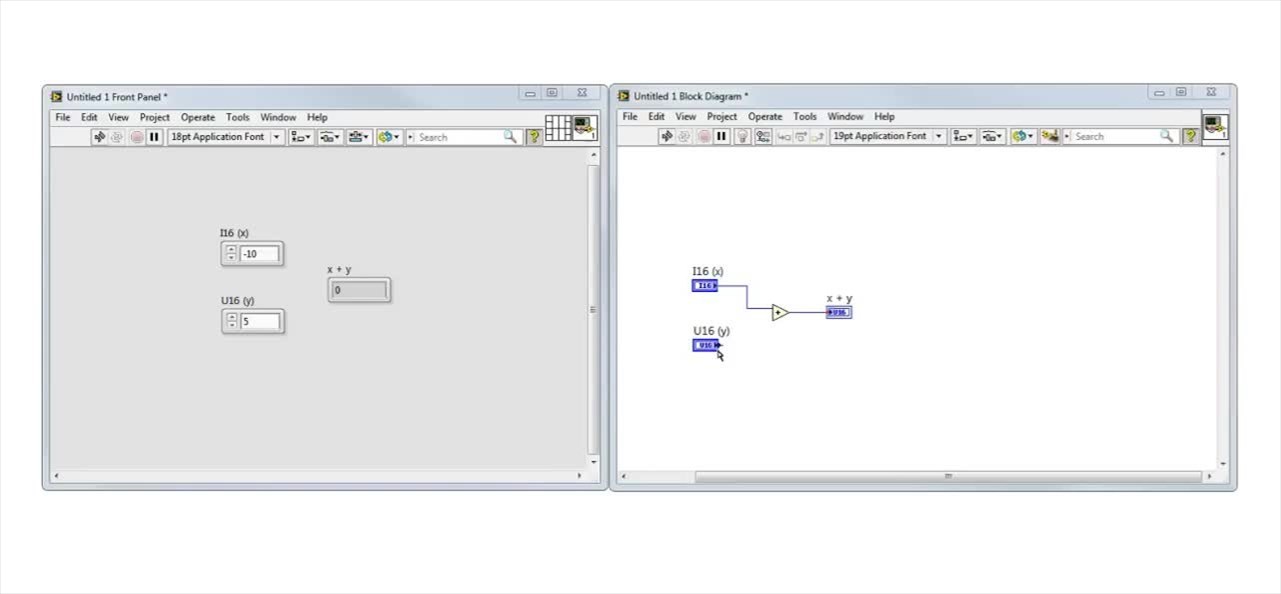 Untitled 1 Front Panel *
File Edit View Project Operate Tools Window Help
18pt Application Font
Search
I16 (x)
-10
x + y
0
U16 (y)
5
Untitled 1 Block Diagram *
File Edit View Project Operate Tools Window Help
19pt Application Font
Search
I16 (x)
I16
x + y
U16
U16 (y)
U16